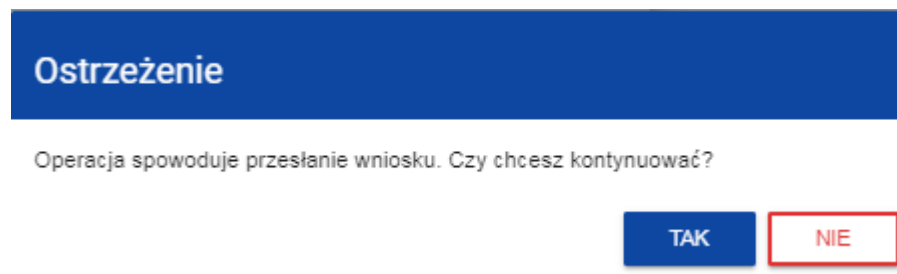 Ostrzeżenie
Operacja spowoduje przesłanie wniosku. Czy chcesz kontynuować?
TAK NIE